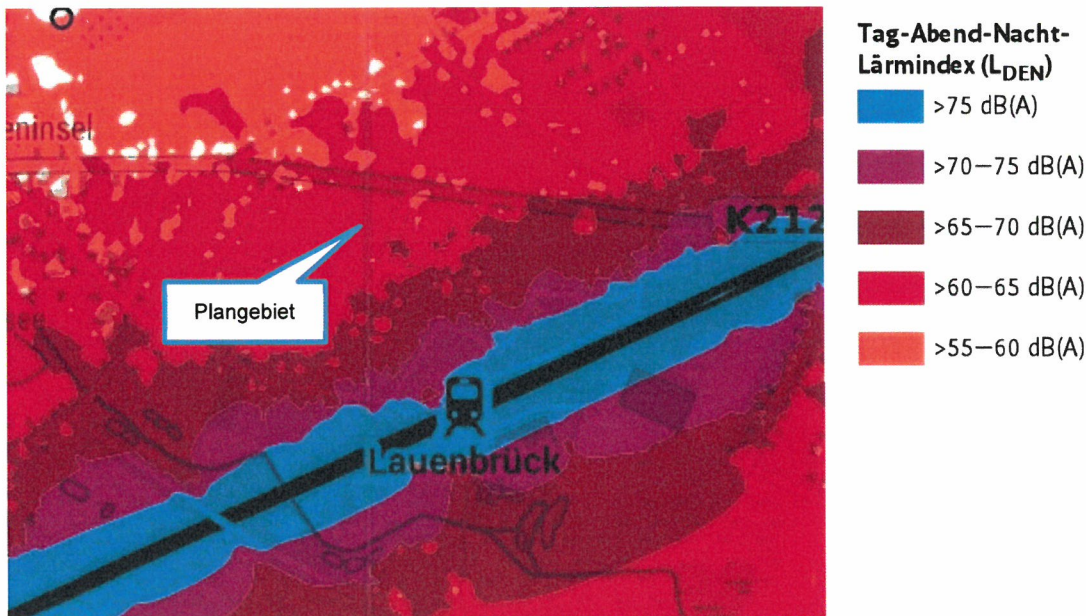 eninsel
K212
Plangebiet
Lauenbrück
Tag-Abend-Nacht-
Lärmindex (LDEN)
>75 dB(A)
>70–75 dB(A)
>65–70 dB(A)
>60–65 dB(A)
>55–60 dB(A)